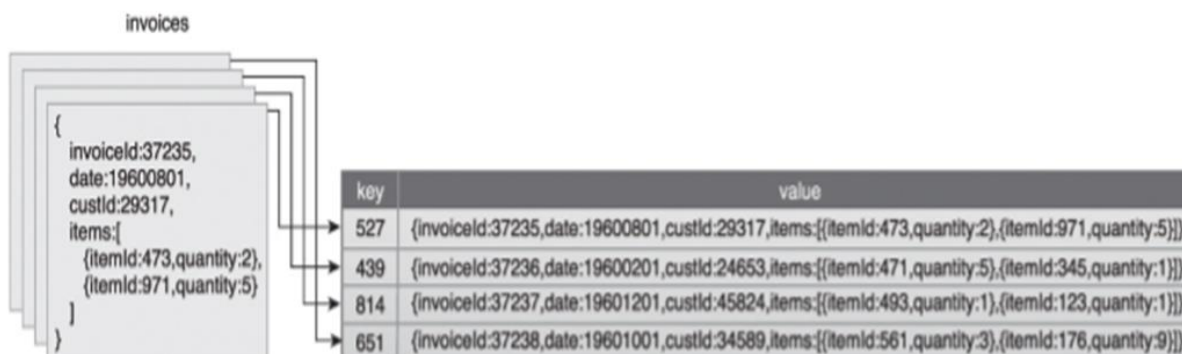 invoices
{
invoiceId:37235,
date:19600801,
custId:29317,
items:[
{itemId:473,quantity:2},
{itemId:971,quantity:5}
]
}
key value
527 {invoiceId:37235,date:19600801,custId:29317,items:[{itemId:473,quantity:2},{itemId:971,quantity:5}]}
439 {invoiceId:37236,date:19600201,custId:24653,items:[{itemId:471,quantity:5},{itemId:345,quantity:1}]}
814 {invoiceId:37237,date:19601201,custId:45824,items:[{itemId:493,quantity:1},{itemId:123,quantity:1}]}
651 {invoiceId:37238,date:19601001,custId:34589,items:[{itemId:561,quantity:3},{itemId:176,quantity:9}]}